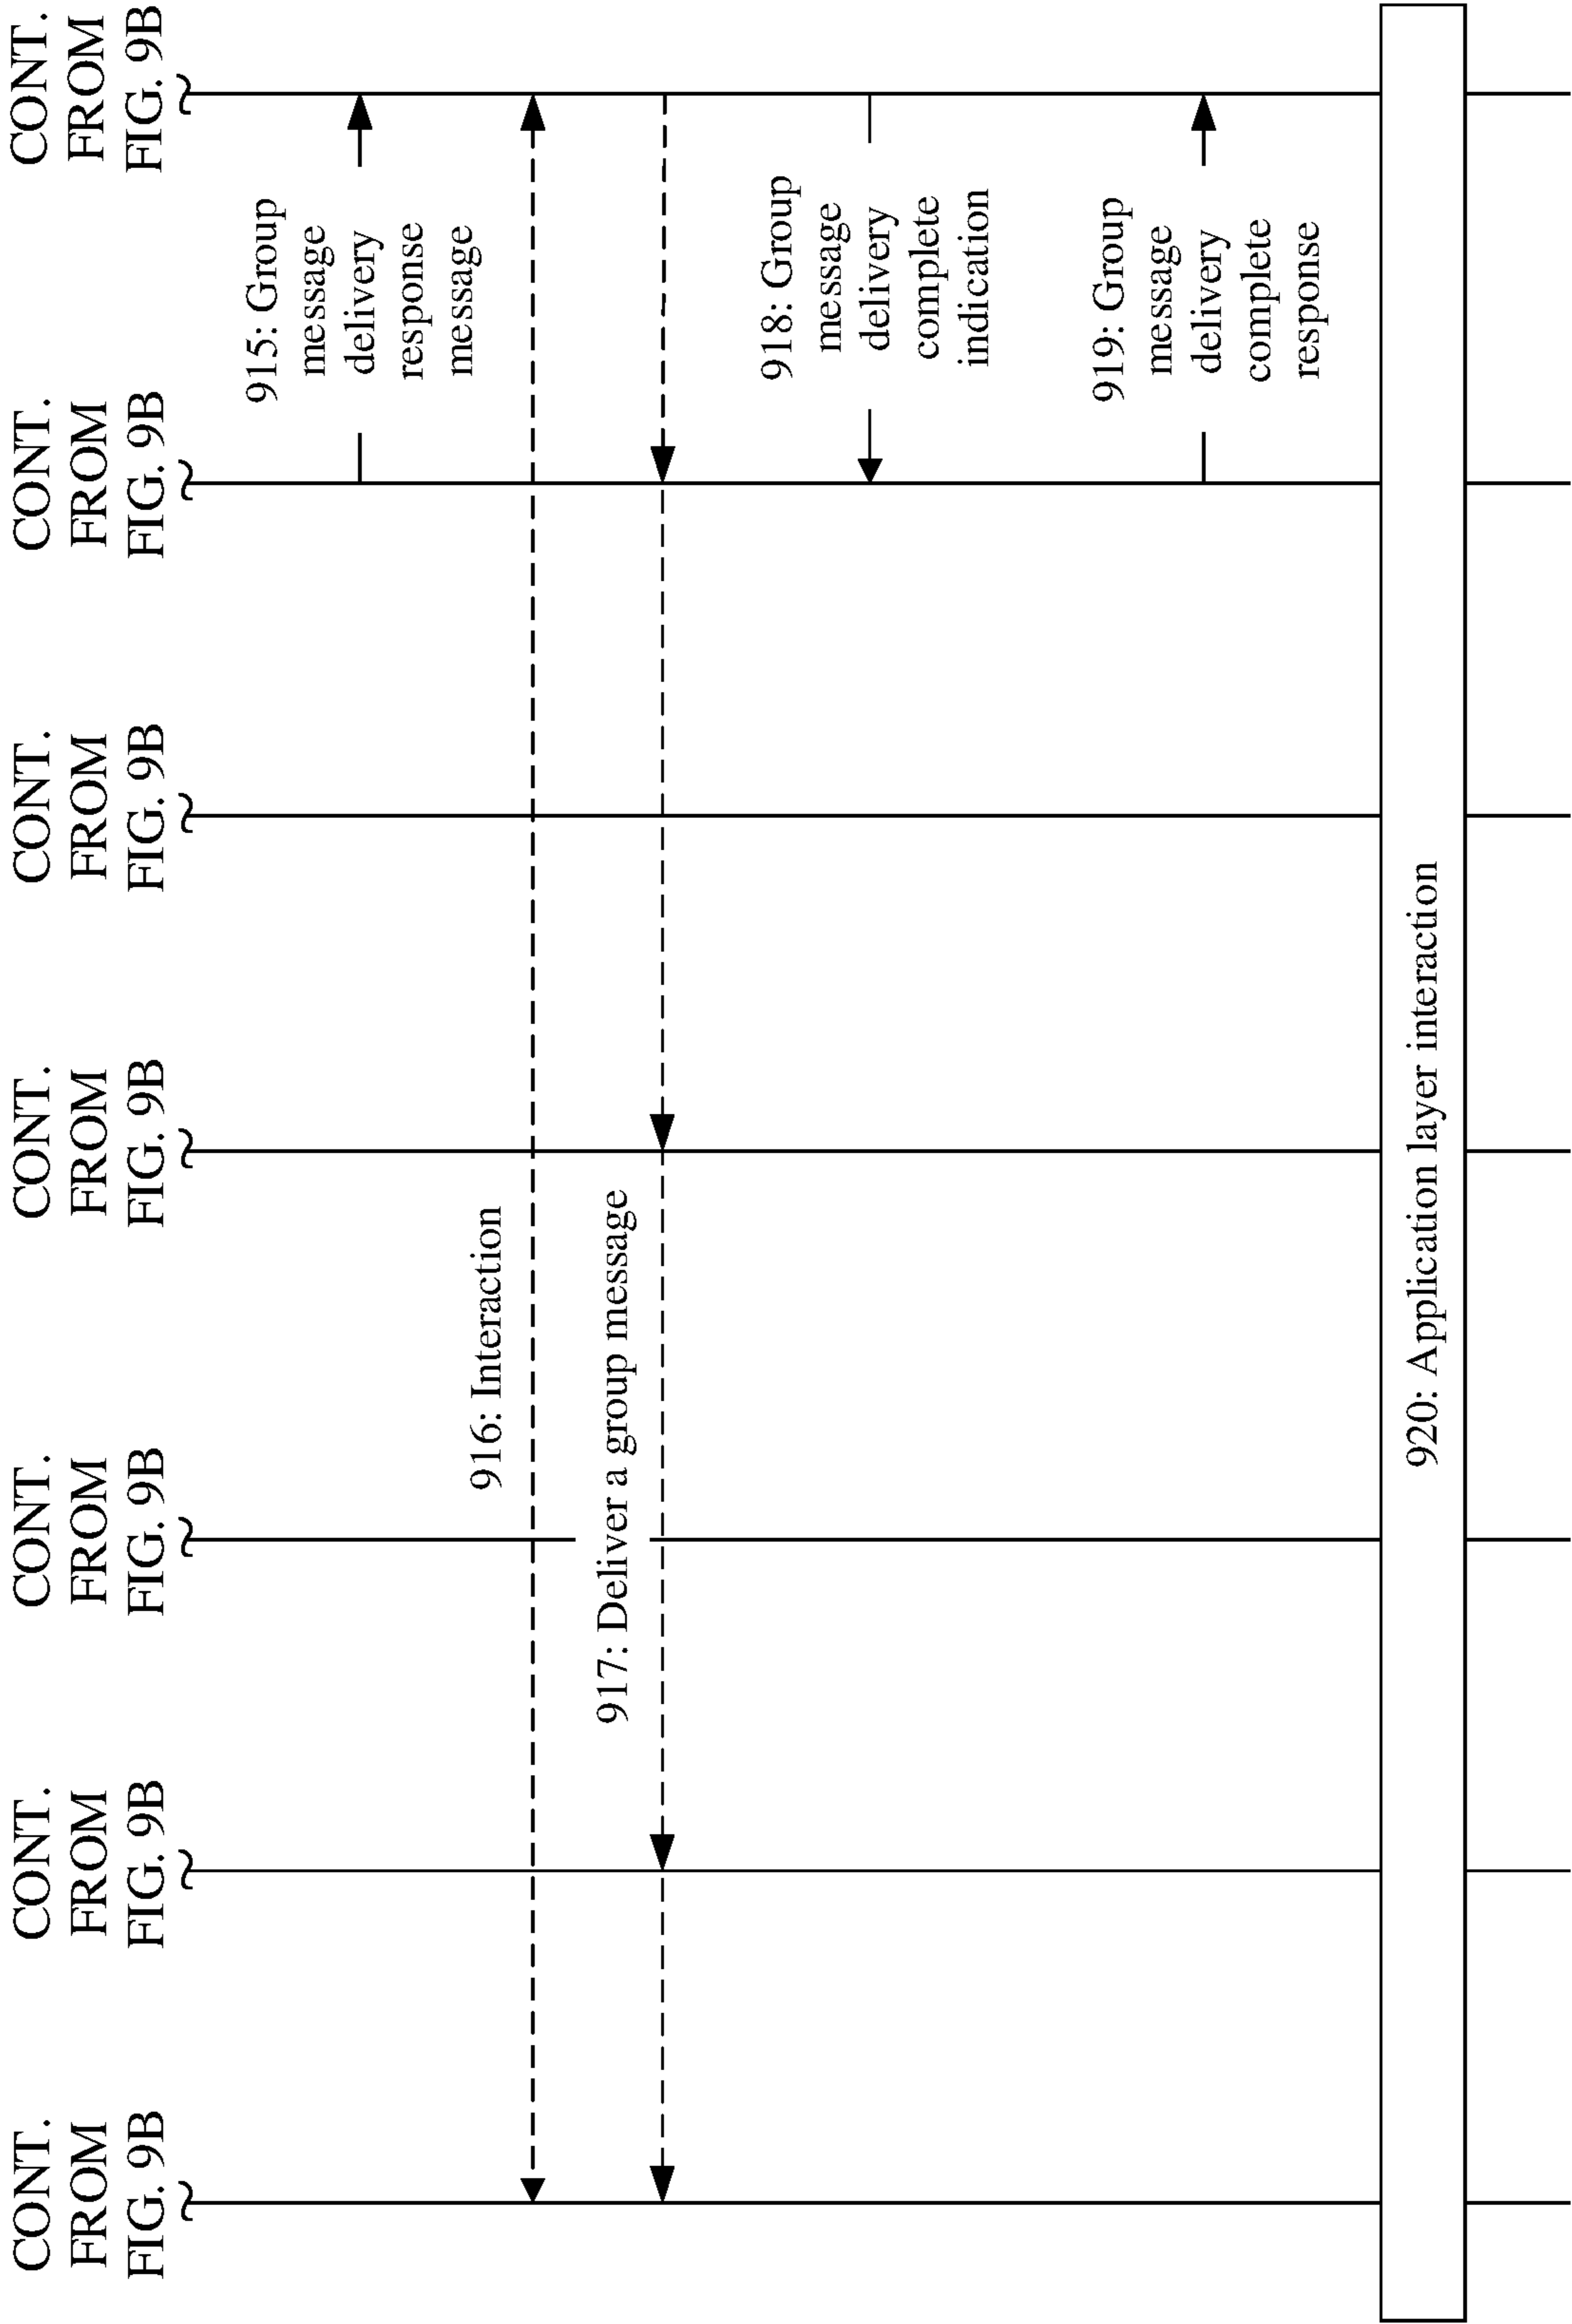 CONT.
FROM
FIG. 9B
CONT.
FROM
FIG. 9B
CONT.
FROM
FIG. 9B
CONT.
FROM
FIG. 9B
CONT.
FROM
FIG. 9B
CONT.
FROM
FIG. 9B
CONT.
FROM
FIG. 9B
915: Group
message
delivery
response
message
916: Interaction
917: Deliver a group message
918: Group
message
delivery
complete
indication
919: Group
message
delivery
complete
response
920: Application layer interaction